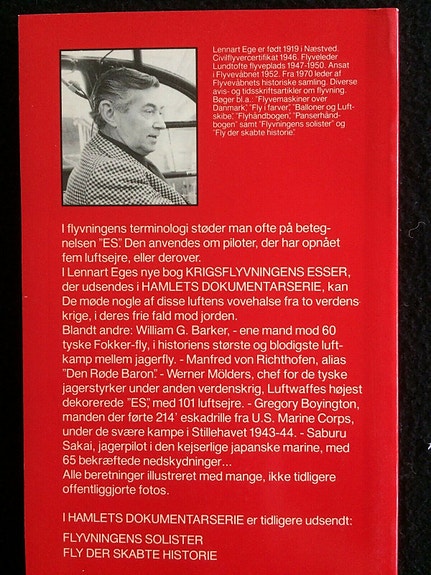 Lennart Ege er født 1919 i Næstved.
Civilflyvercertifikat 1946. Flyveleder
Lundtofte flyveplads 1947-1950. Ansat
i Flyvevåbnet 1952. Fra 1970 leder af
Flyvevåbnets historiske samling. Diverse
avis- og tidsskriftsartikler om flyvning.
Bøger bl.a.: "Flyvemaskiner over
Danmark", "Fly i farver", "Balloner og Luft-
skibe", "Flyhåndbogen", "Panserhånd-
bogen" samt "Flyvningens solister" og
"Fly der skabte historie".
I flyvningens terminologi støder man ofte på beteg-
nelsen "ES". Den anvendes om piloter, der har opnået
fem luftsejre, eller derover.
I Lennart Eges nye bog KRIGSFLYVNINGENS ESSER,
der udsendes i HAMLETS DOKUMENTARSERIE, kan
De møde nogle af disse luftens vovehalse fra to verdens-
krige, i deres frie fald mod jorden.
Blandt andre: William G. Barker, - ene mand mod 60
tyske Fokker-fly, i historiens største og blodigste luft-
kamp mellem jagerfly. - Manfred von Richthofen, alias
"Den Røde Baron". - Werner Mölders, chef for de tyske
jagerstyrker under anden verdenskrig, Luftwaffes højest
dekorerede "ES", med 101 luftsejre. - Gregory Boyington,
manden der førte 214' eskadrille fra U.S. Marine Corps,
under de svære kampe i Stillehavet 1943-44. - Saburu
Sakai, jagerpilot i den kejserlige japanske marine, med
65 bekræftede nedskydninger...
Alle beretninger illustreret med mange, ikke tidligere
offentliggjorte fotos.
I HAMLETS DOKUMENTARSERIE er tidligere udsendt:
FLYVNINGENS SOLISTER
FLY DER SKABTE HISTORIE